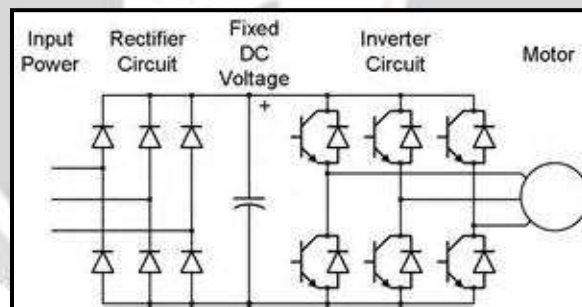 Input
Power
Rectifier
Circuit
Fixed
DC
Voltage
+
Inverter
Circuit
Motor